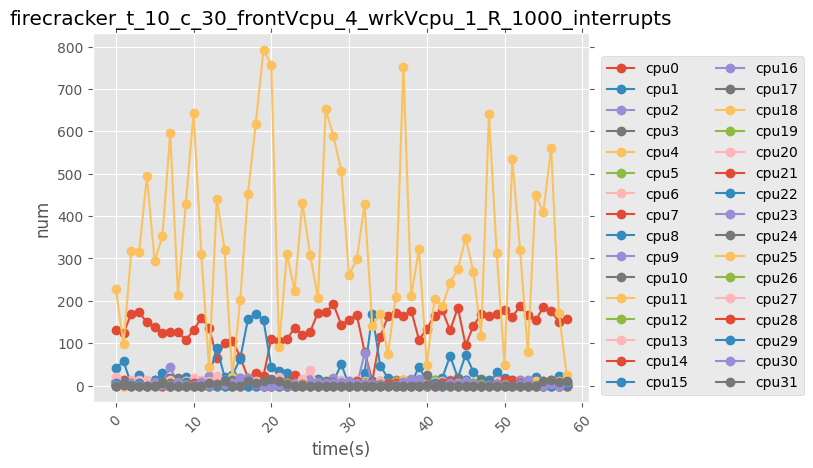 firecracker_t_10_c_30_frontVcpu_4_wrkVcpu_1_R_1000_interrupts
800
700
600
500
400
300
200
100
0
num
0
10
20
30
40
50
60
time(s)
cpu0
cpu1
cpu2
cpu3
cpu4
cpu5
cpu6
cpu7
cpu8
cpu9
cpu10
cpu11
cpu12
cpu13
cpu14
cpu15
cpu16
cpu17
cpu18
cpu19
cpu20
cpu21
cpu22
cpu23
cpu24
cpu25
cpu26
cpu27
cpu28
cpu29
cpu30
cpu31